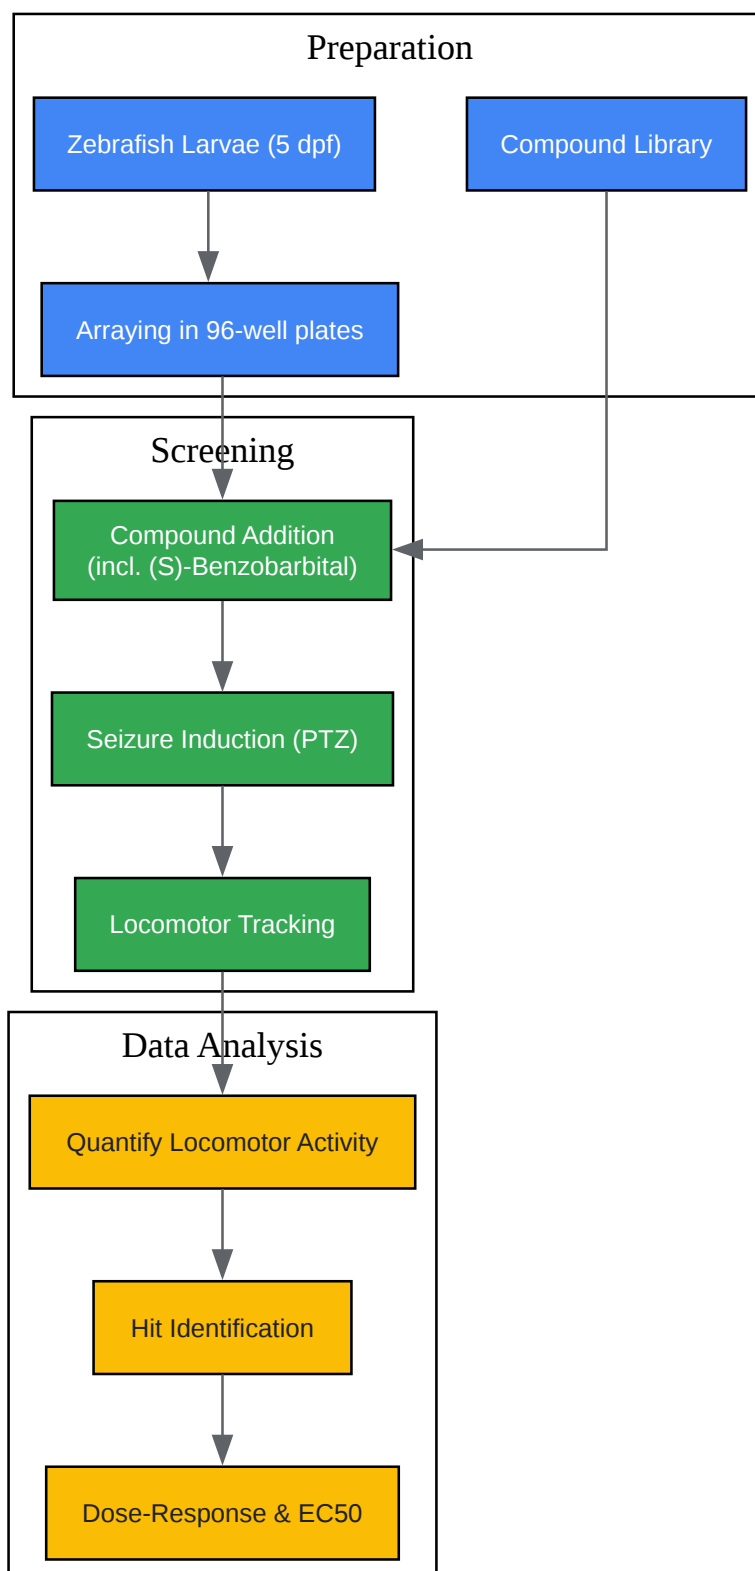 Preparation
Zebrafish Larvae (5 dpf)
Compound Library
Arraying in 96-well plates
Screening
Compound Addition
(incl. (S)-Benzobarbital)
Seizure Induction (PTZ)
Locomotor Tracking
Data Analysis
Quantify Locomotor Activity
Hit Identification
Dose-Response & EC50